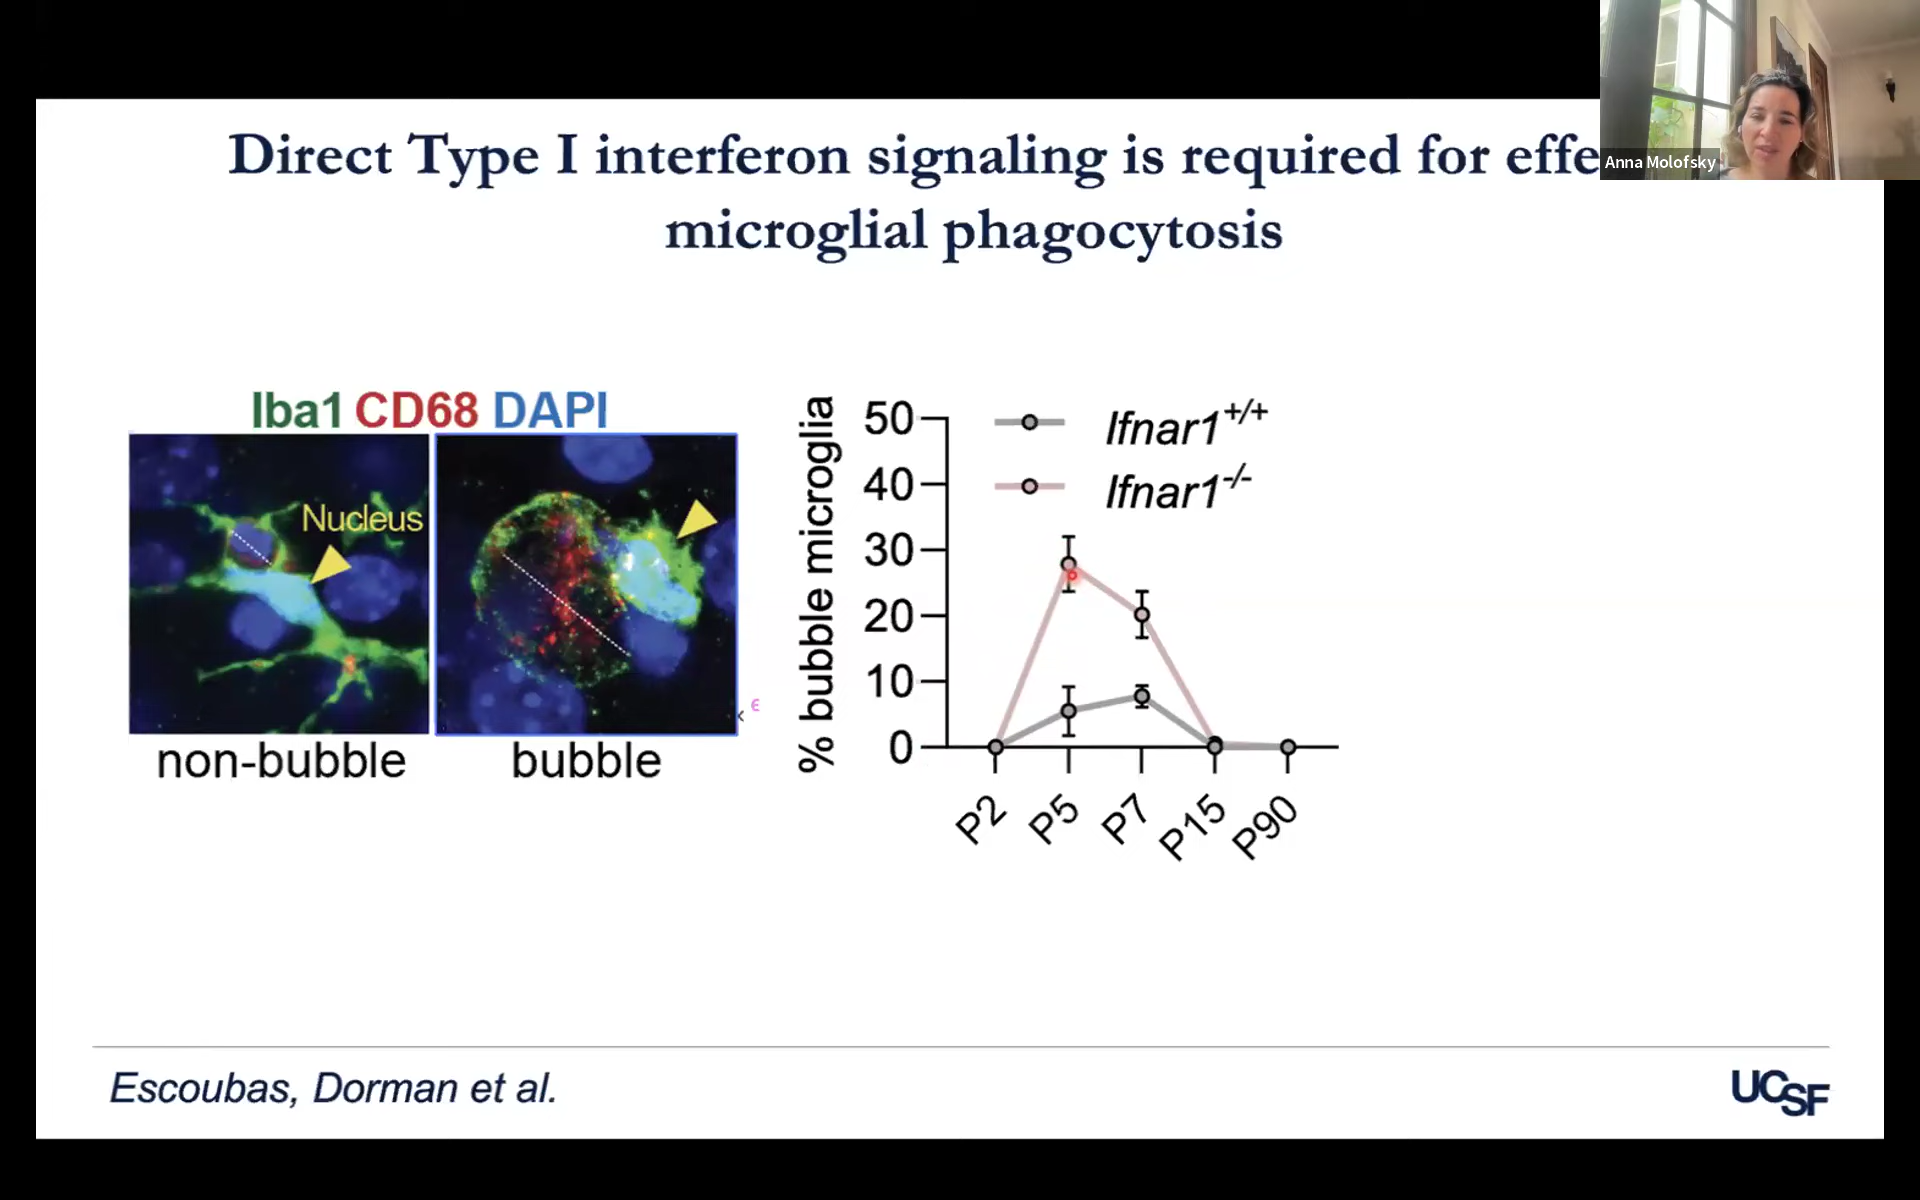 Anna Molofsky
Direct Type I interferon signaling is required for effe
microglial phagocytosis
Iba1 CD68 DAPI
Nucleus
non-bubble
bubble
% bubble microglia
50
40
30
20
10
0
Ifnar1+/+
Ifnar1-/-
P2
P5
P7
P15
P90
Escoubas, Dorman et al.
UCSF